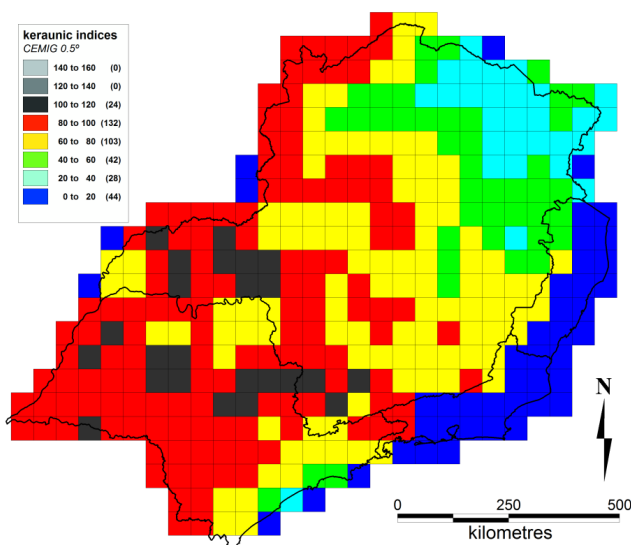 keraunic indices
CEMIG 0.5º
140 to 160 (0)
120 to 140 (0)
100 to 120 (24)
80 to 100 (132)
60 to 80 (103)
40 to 60 (42)
20 to 40 (28)
0 to 20 (44)
N
0 250 500
kilometres